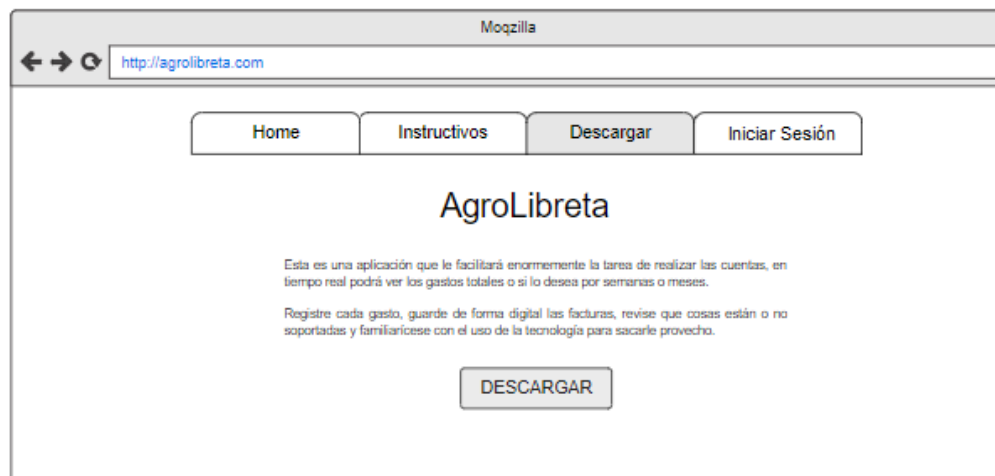 Moqzilla
http://agrolibreta.com
Home Instructivos Descargar Iniciar Sesión
AgroLibreta
Esta es una aplicación que le facilitará enormemente la tarea de realizar las cuentas, en
tiempo real podrá ver los gastos totales o si lo desea por semanas o meses.
Registre cada gasto, guarde de forma digital las facturas, revise que cosas están o no
soportadas y familiarícese con el uso de la tecnología para sacarle provecho.
DESCARGAR